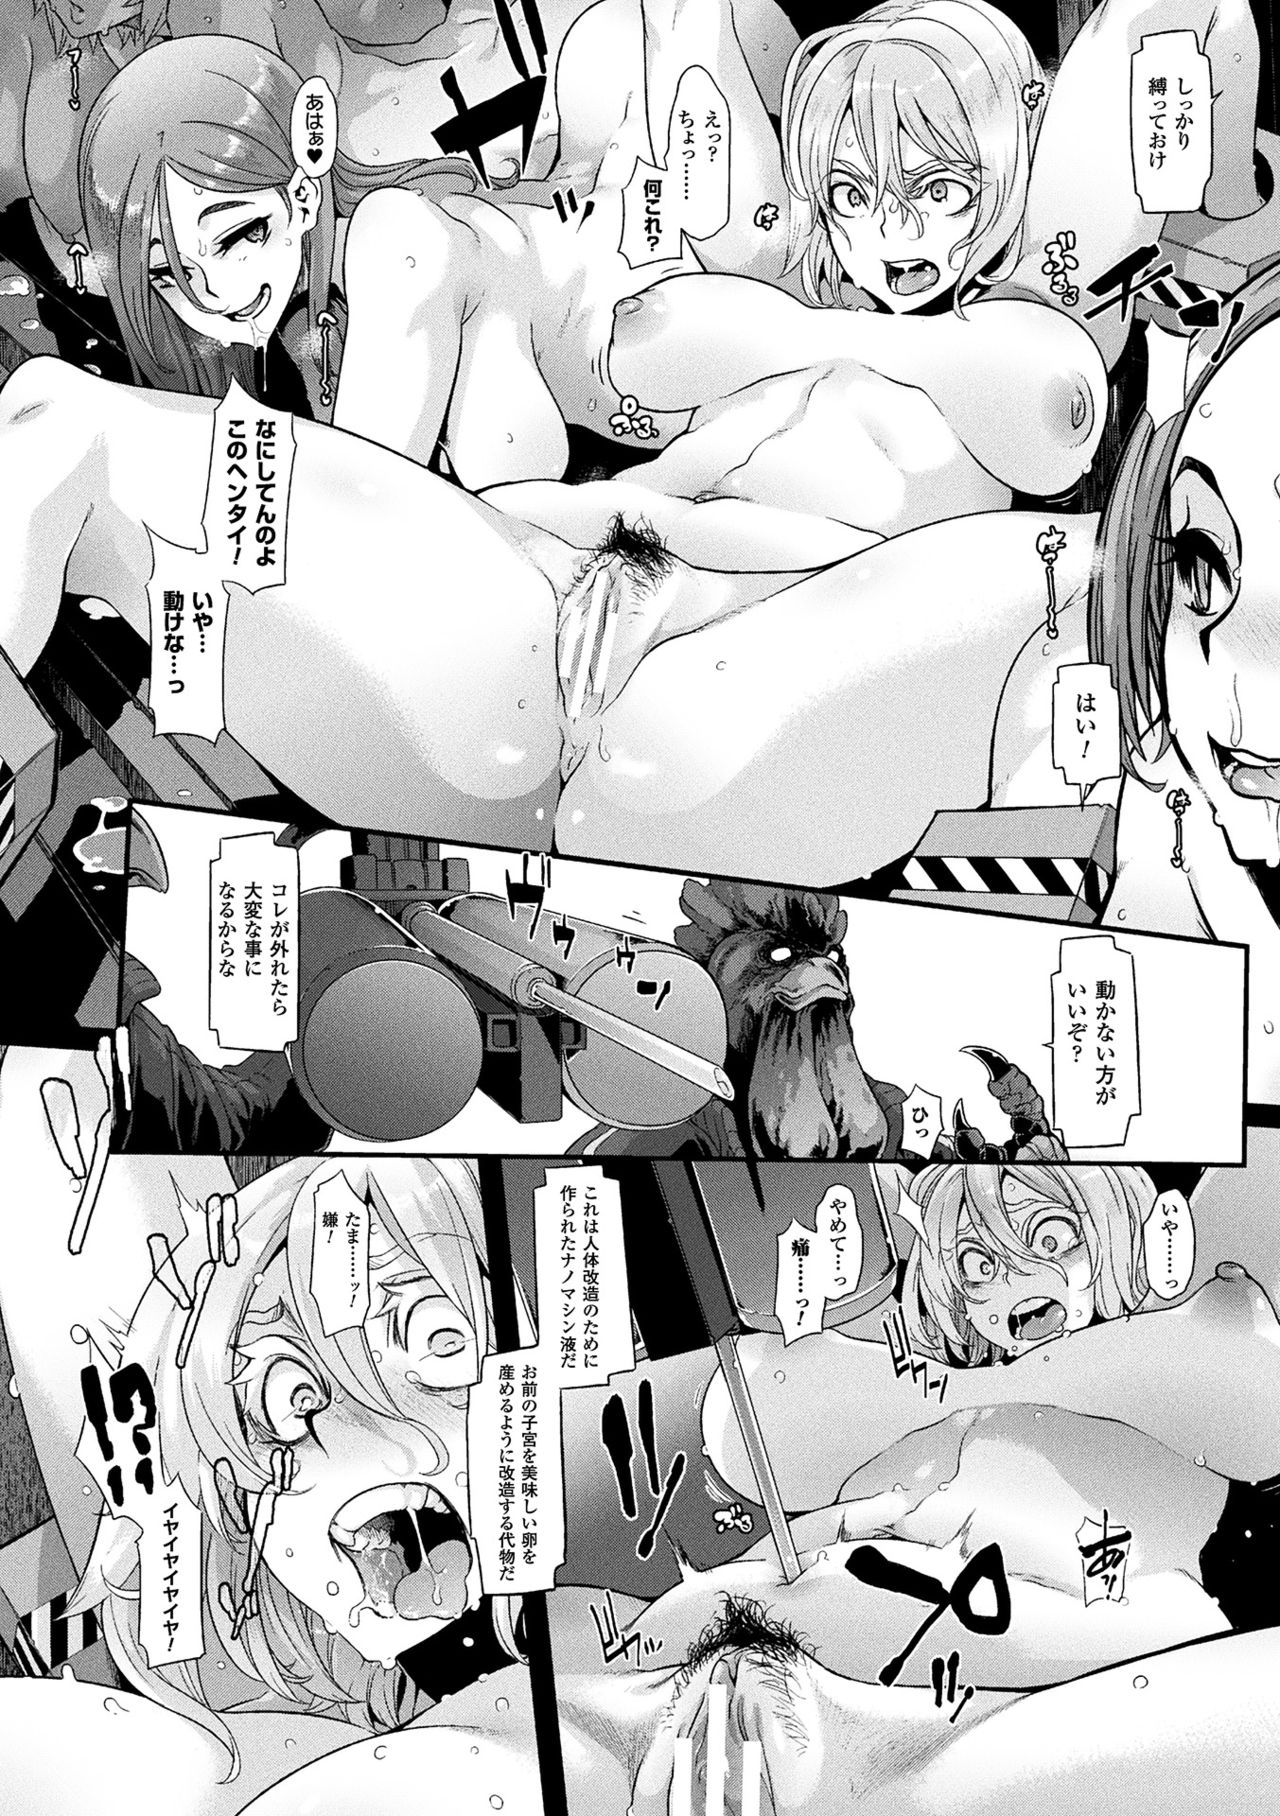 しっかり
縛っておけ
えっ?
ちょっ……
何これ?
あはぁ♥
なにしてんのよ
このヘンタイ!
いや…
動けな…っ
はい!
動かない方が
いいぞ?
ひっ
コレが外れたら
大変な事に
なるからな
いや……っ
やめて…っ
痛……っ!
これは人体改造のために
作られたナノマシン液だ
お前の子宮を美味しい卵を
産めるように改造する代物だ
たま……ッ!
嫌!
イヤイヤイヤイヤ!